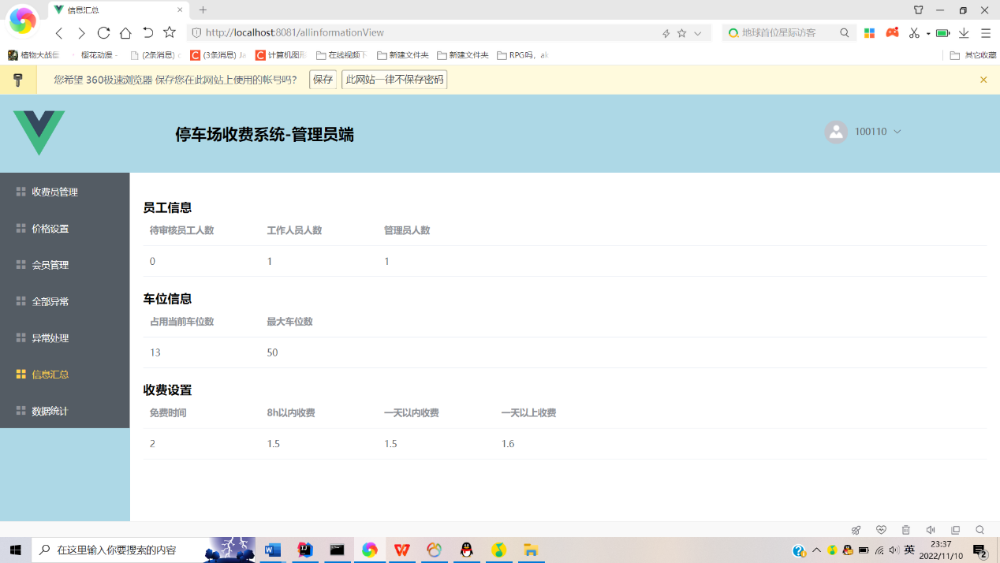 信息汇总
http://localhost:8081/allinformationView
地球首位星际访客
植物大战僵
樱花动漫 -
(2条消息)
(3条消息) Ja
计算机图形
在线视频下
新建文件夹
新建文件夹
RPG吗，ak
其它收藏
您希望 360极速浏览器 保存您在此网站上使用的帐号吗？
保存
此网站一律不保存密码
停车场收费系统-管理员端
100110
收费员管理
价格设置
会员管理
全部异常
异常处理
信息汇总
数据统计
员工信息
待审核员工人数 工作人员人数 管理员人数
0 1 1
车位信息
占用当前车位数 最大车位数
13 50
收费设置
免费时间 8h以内收费 一天以内收费 一天以上收费
2 1.5 1.5 1.6
在这里输入你要搜索的内容
英
23:37
2022/11/10
2